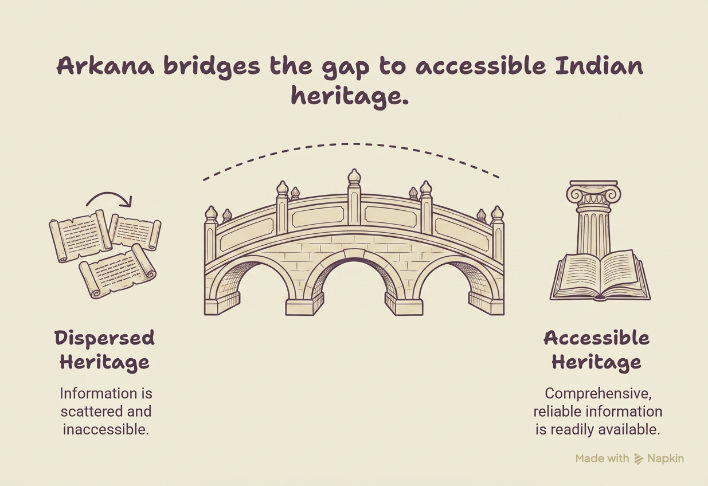 Arkana bridges the gap to accessible Indian
heritage.
Dispersed
Heritage
Information is
scattered and
inaccessible.
Accessible
Heritage
Comprehensive,
reliable information
is readily available.
Made with Napkin